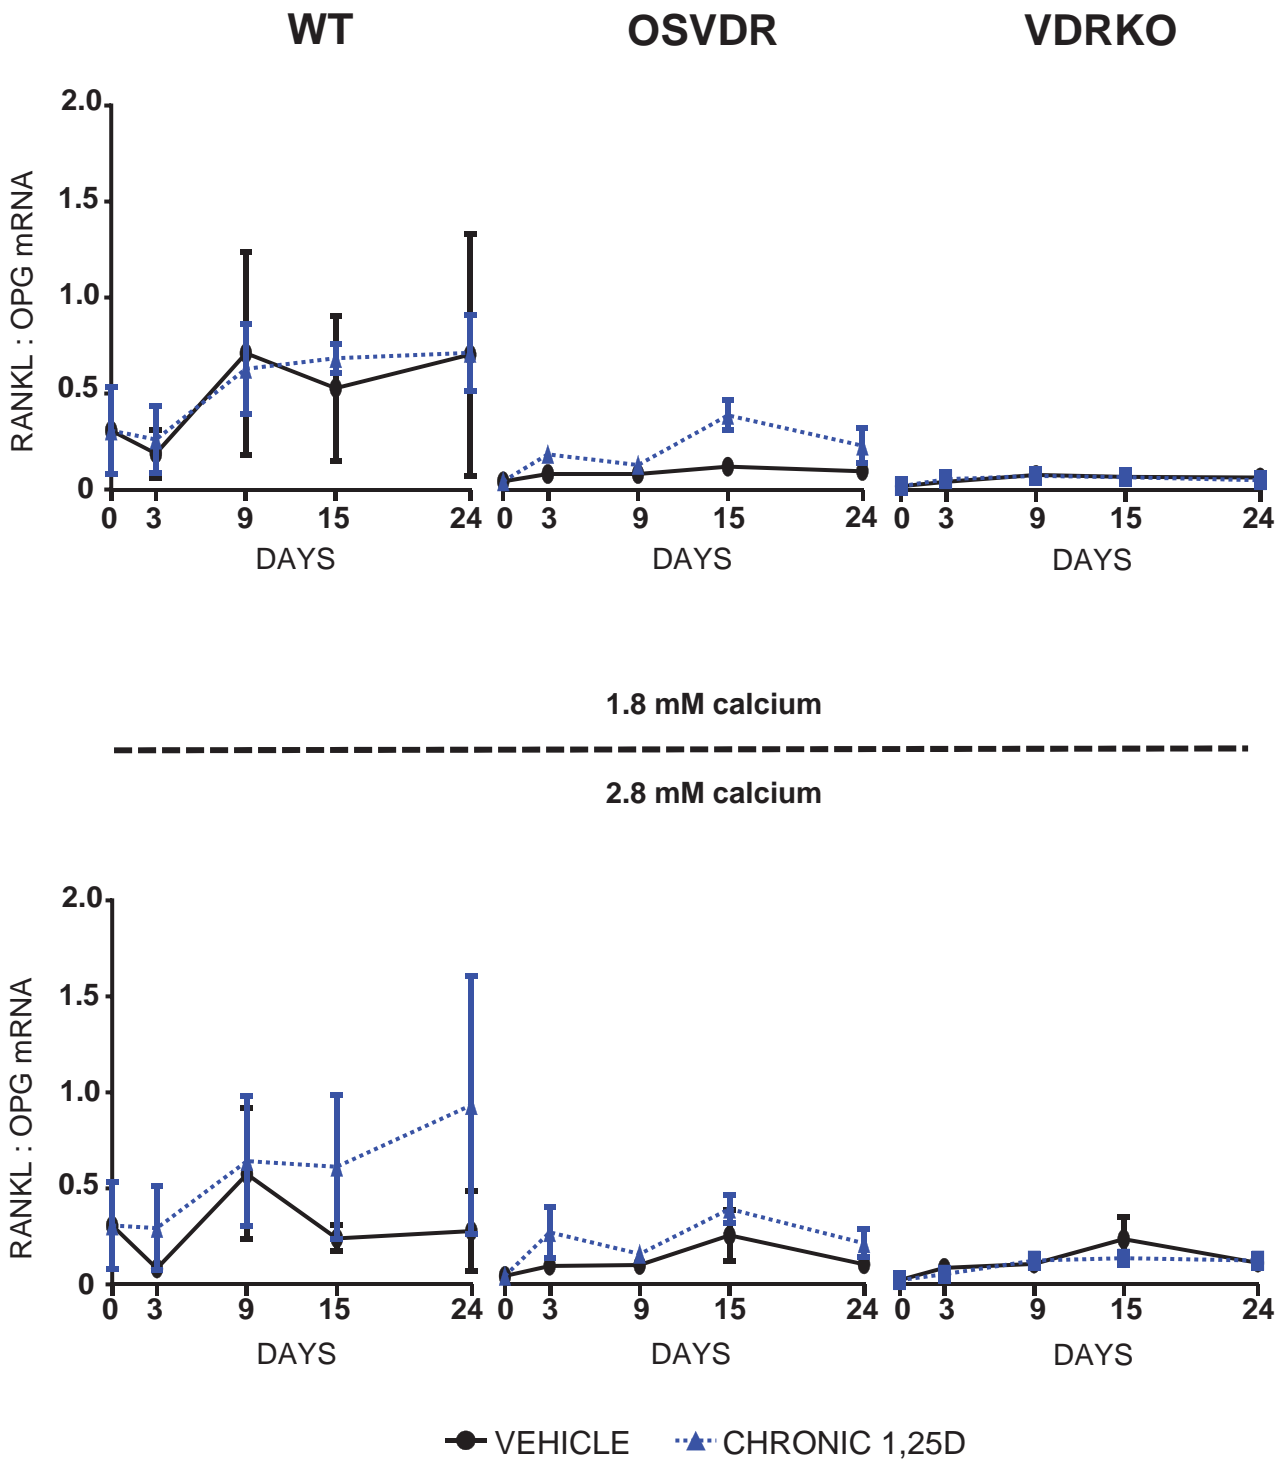 WT OSVDR VDRKO
2.0
1.5
1.0
0.5
0
RANKL : OPG mRNA
0 3 9 15 24 0 3 9 15 24 0 3 9 15 24
DAYS DAYS DAYS
1.8 mM calcium
2.8 mM calcium
2.0
1.5
1.0
0.5
0
RANKL : OPG mRNA
0 3 9 15 24 0 3 9 15 24 0 3 9 15 24
DAYS DAYS DAYS
VEHICLE CHRONIC 1,25D